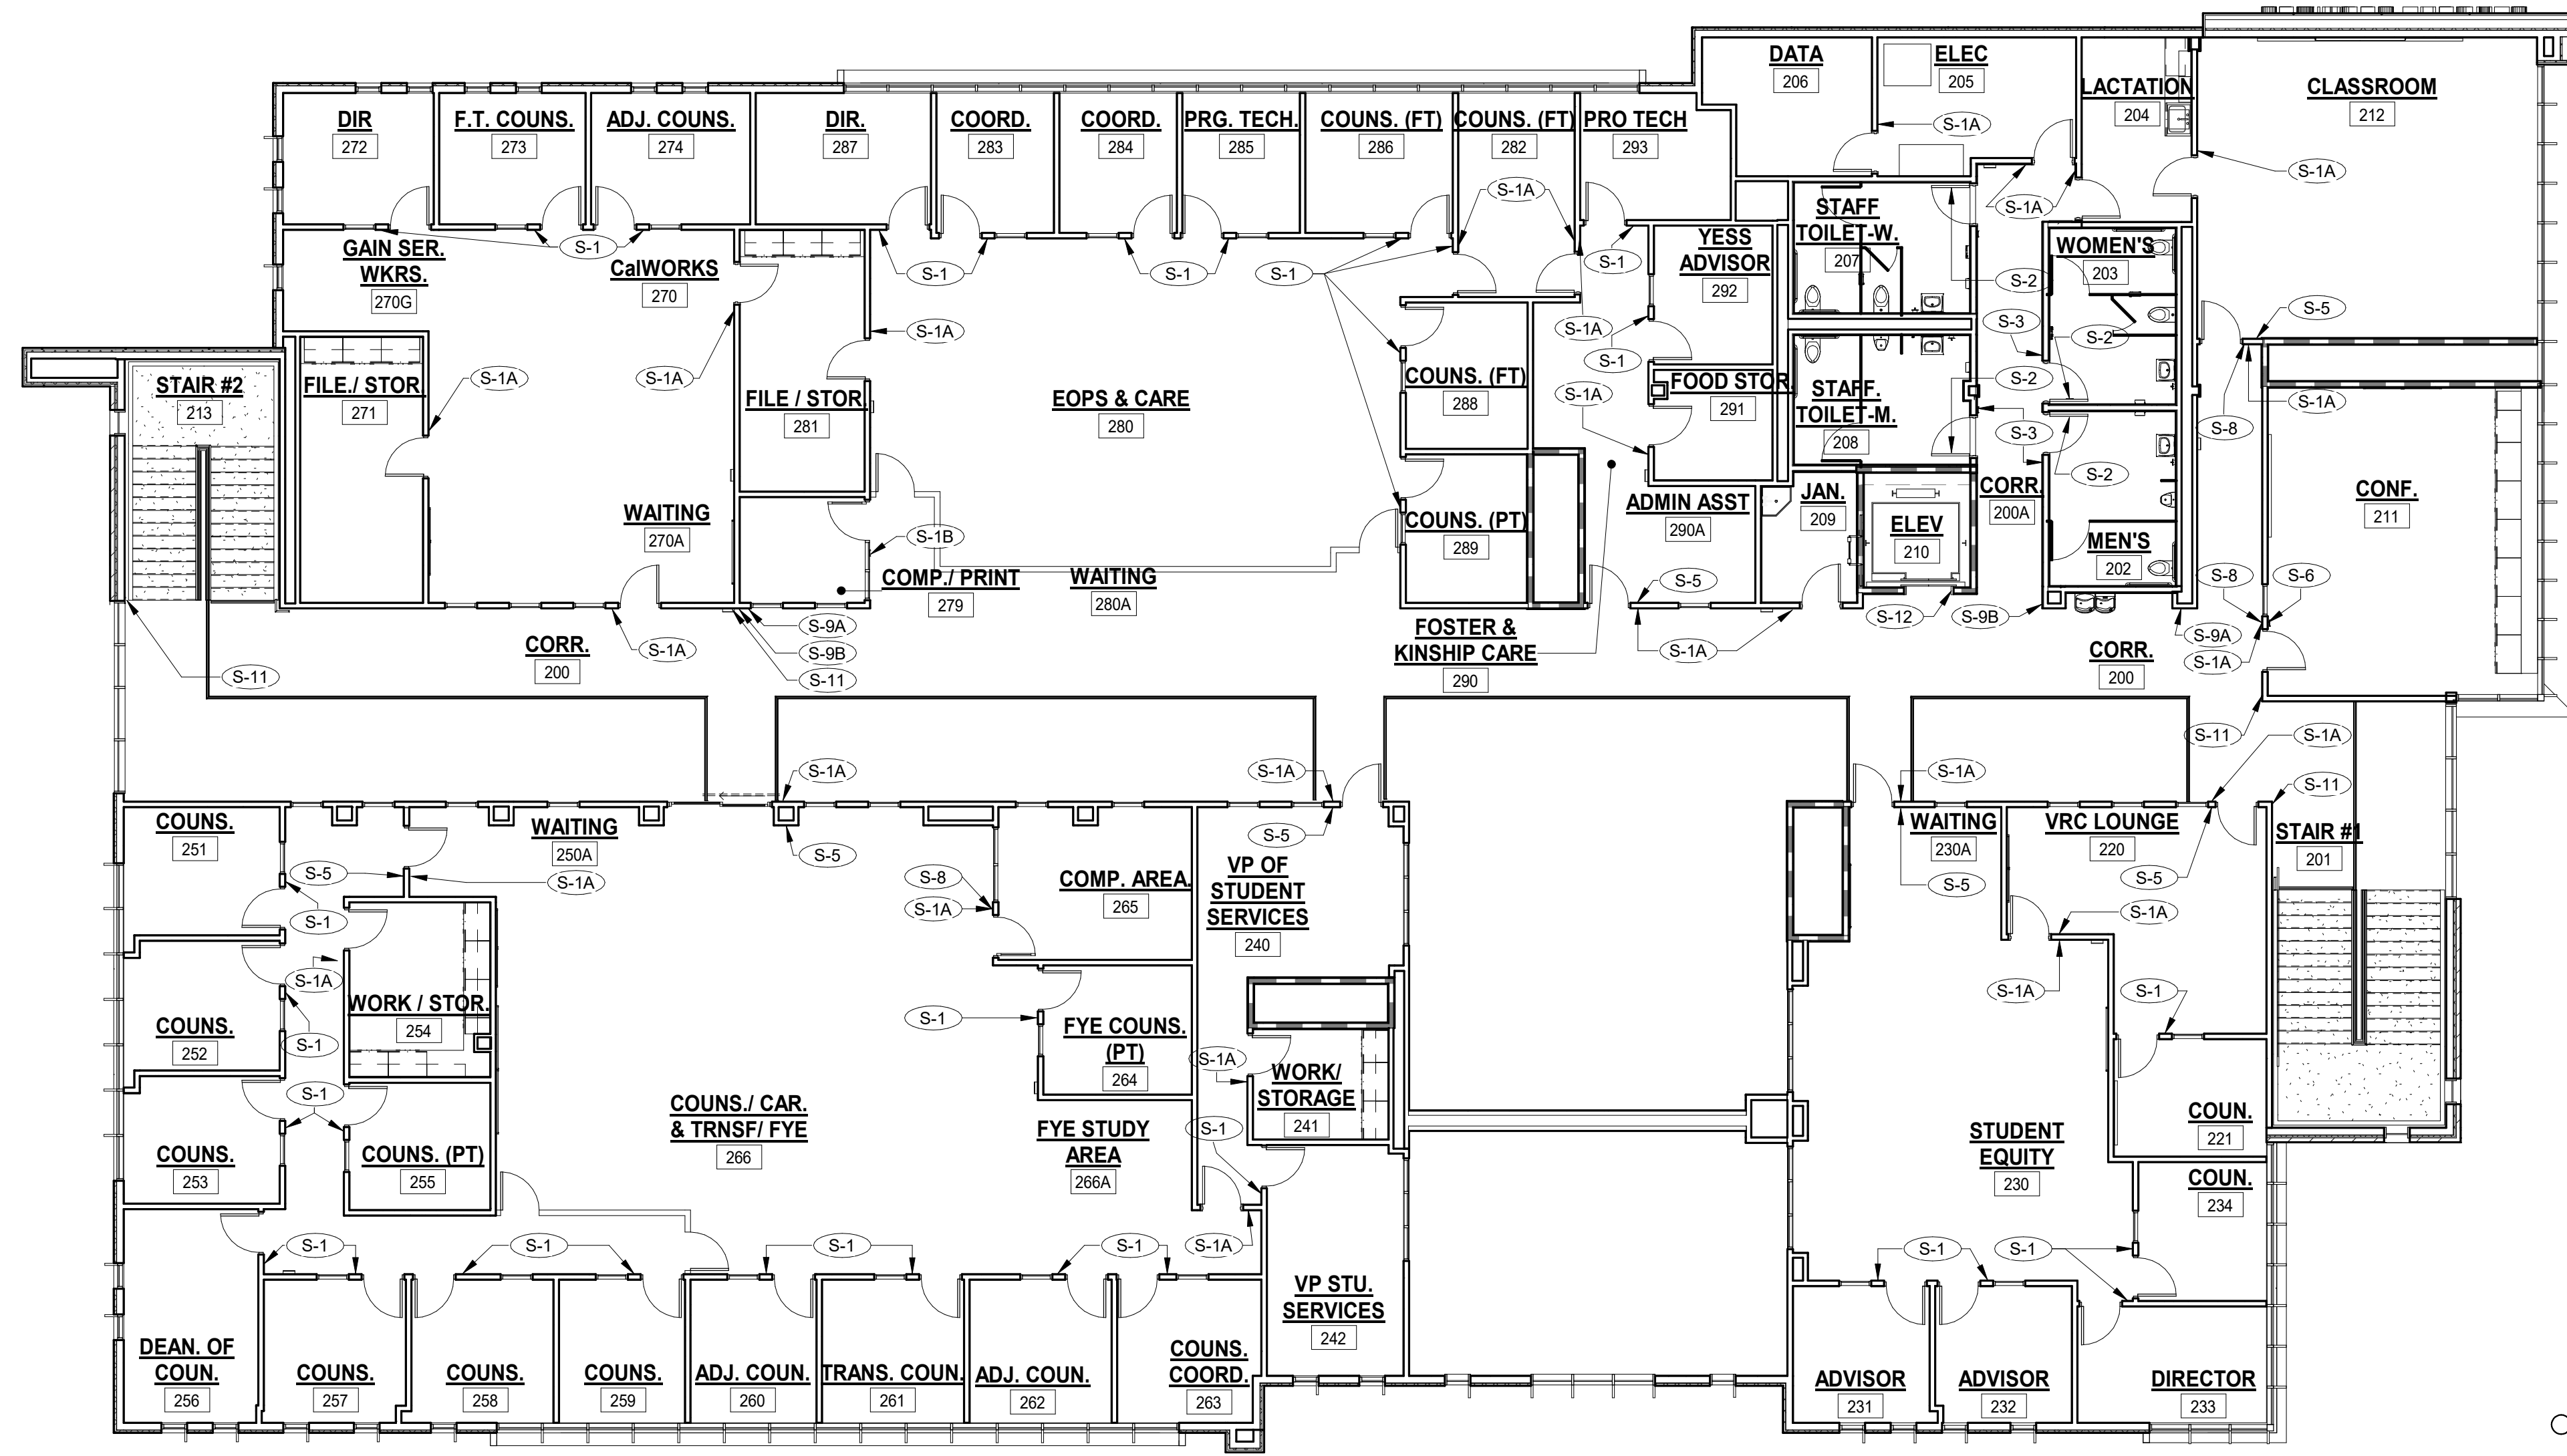 DATA
206
ELEC
205
LACTATION
204
CLASSROOM
212
DIR
272
F.T. COUNS.
273
ADJ. COUNS.
274
DIR.
287
COORD.
283
COORD.
284
PRG. TECH.
285
COUNS. (FT)
286
COUNS. (FT)
282
PRO TECH
293
S-1A
S-1A
S-1A
S-1A
STAFF
TOILET-W.
207
GAIN SER.
WKRS.
270G
S-1
CalWORKS
270
S-1
S-1
S-1
S-1
YESS
ADVISOR
292
WOMEN'S
203
S-2
S-3
S-2
S-5
S-1A
S-1A
S-1
STAIR #2
213
FILE./ STOR.
271
S-1A
S-1A
FILE / STOR.
281
EOPS & CARE
280
COUNS. (FT)
288
S-1A
FOOD STOR.
291
STAFF.
TOILET-M.
208
S-2
S-3
S-1A
S-8
S-2
WAITING
270A
S-1B
COUNS. (PT)
289
ADMIN ASST
290A
JAN.
209
ELEV
210
CORR.
200A
MEN'S
202
CONF.
211
COMP./ PRINT
279
WAITING
280A
S-5
S-8
S-6
S-12
S-9B
S-9A
S-9A
S-9B
S-11
CORR.
200
S-1A
S-11
FOSTER &
KINSHIP CARE
290
S-1A
CORR.
200
S-1A
S-11
S-1A
S-1A
S-1A
S-1A
S-11
COUNS.
251
WAITING
250A
S-5
S-5
WAITING
230A
VRC LOUNGE
220
STAIR #1
201
S-5
S-1A
S-5
S-5
S-8
S-1A
COMP. AREA.
265
VP OF
STUDENT
SERVICES
240
S-1
S-1A
S-1A
S-1A
S-1
COUNS.
252
WORK / STOR.
254
S-1
S-1
FYE COUNS.
(PT)
264
S-1A
WORK/
STORAGE
241
S-1
COUNS.
253
COUNS. (PT)
255
COUNS./ CAR.
& TRNSF/ FYE
266
FYE STUDY
AREA
266A
S-1
STUDENT
EQUITY
230
COUN.
221
COUN.
234
S-1
S-1
S-1
S-1
S-1A
S-1
S-1
DEAN. OF
COUN.
256
COUNS.
257
COUNS.
258
COUNS.
259
ADJ. COUN.
260
TRANS. COUN.
261
ADJ. COUN.
262
COUNS.
COORD.
263
VP STU.
SERVICES
242
ADVISOR
231
ADVISOR
232
DIRECTOR
233